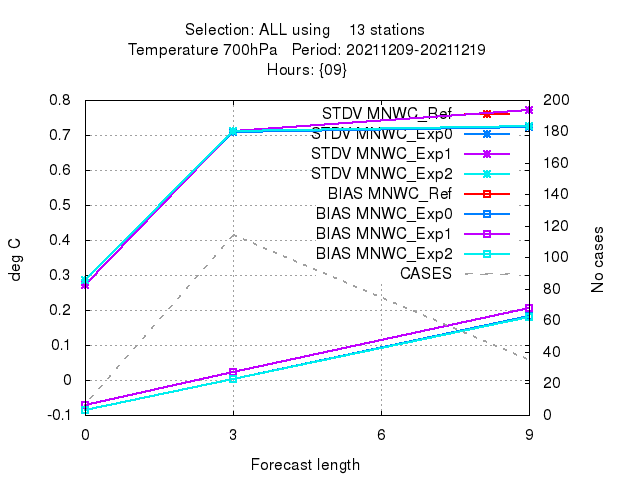 Selection: ALL using 13 stations
Temperature 700hPa Period: 20211209-20211219
Hours: {09}
0.8
0.7
0.6
0.5
0.4
0.3
0.2
0.1
0
-0.1
deg C
200
180
160
140
120
100
80
60
40
20
0
No cases
STDV MNWC_Ref
STDV MNWC_Exp0
STDV MNWC_Exp1
STDV MNWC_Exp2
BIAS MNWC_Ref
BIAS MNWC_Exp0
BIAS MNWC_Exp1
BIAS MNWC_Exp2
CASES
0 3 6 9
Forecast length